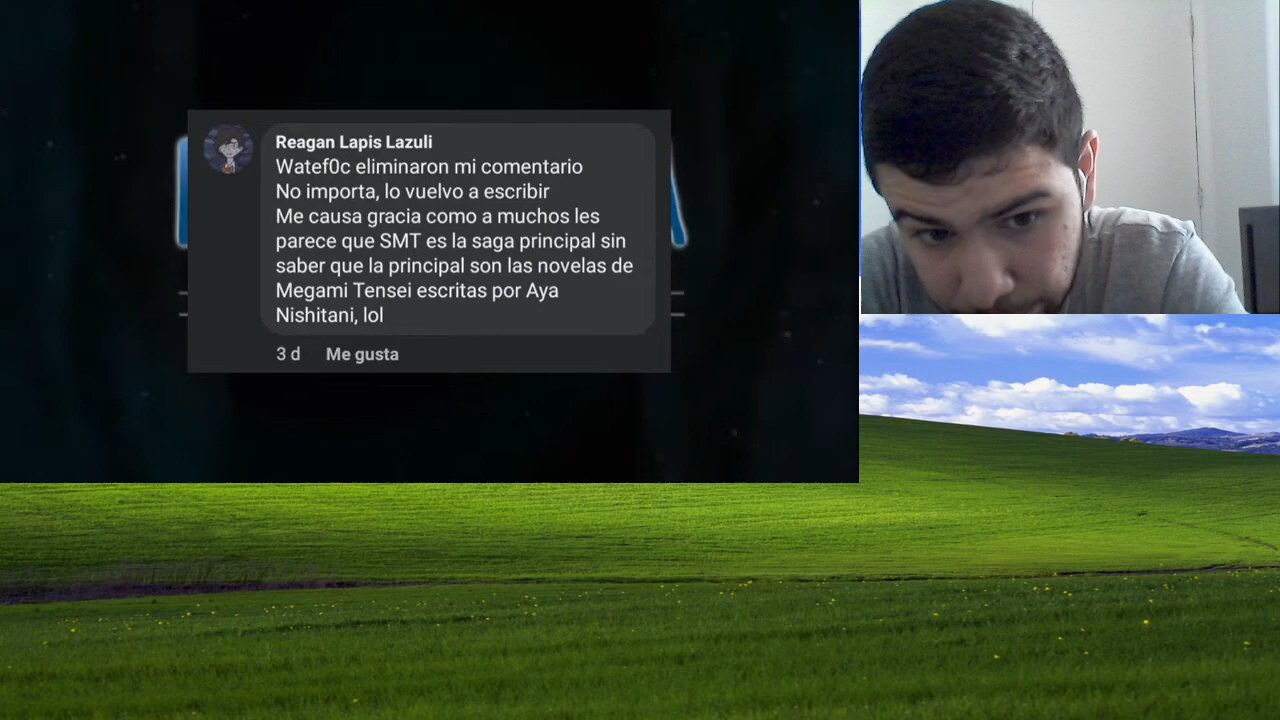 Reagan Lapis Lazuli
Watef0c eliminaron mi comentario
No importa, lo vuelvo a escribir
Me causa gracia como a muchos les
parece que SMT es la saga principal sin
saber que la principal son las novelas de
Megami Tensei escritas por Aya
Nishitani, lol
3 d Me gusta